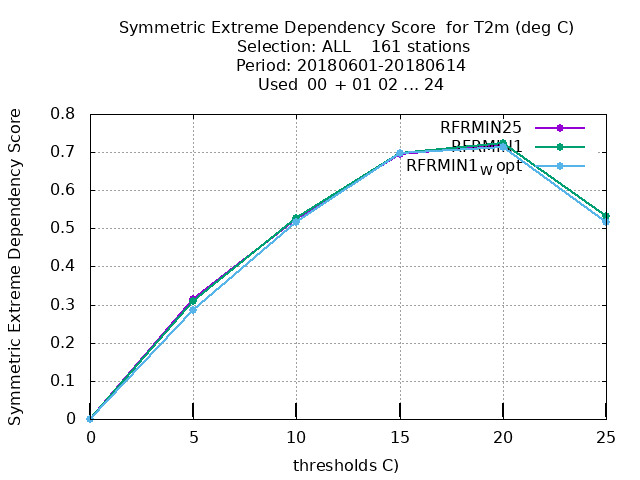 Symmetric Extreme Dependency Score for T2m (deg C)
Selection: ALL 161 stations
Period: 20180601-20180614
Used 00 + 01 02 ... 24
Symmetric Extreme Dependency Score
0.8
0.7
0.6
0.5
0.4
0.3
0.2
0.1
0
RFRMIN25
RFRMIN1
RFRMIN1W opt
0 5 10 15 20 25
thresholds C)